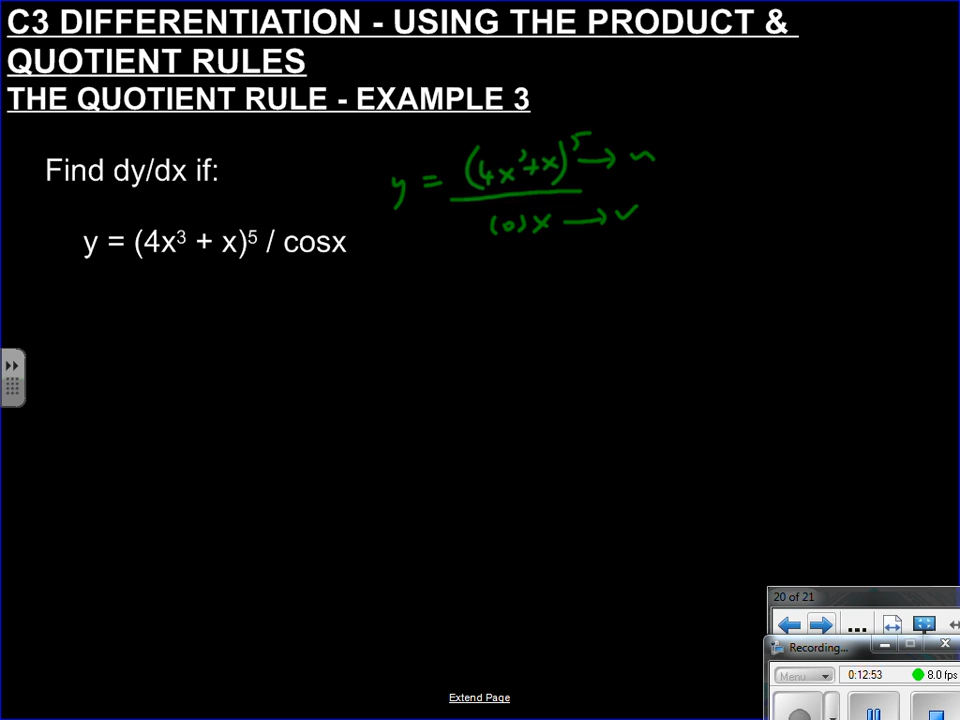 C3 DIFFERENTIATION - USING THE PRODUCT &
QUOTIENT RULES
THE QUOTIENT RULE - EXAMPLE 3
Find dy/dx if:
y = (4x³ + x)⁵ / cosx
y = (4x³+x)⁵ → u
cosx → v
20 of 21
Recording...
Menu
0:12:53
8.0 fps
Extend Page